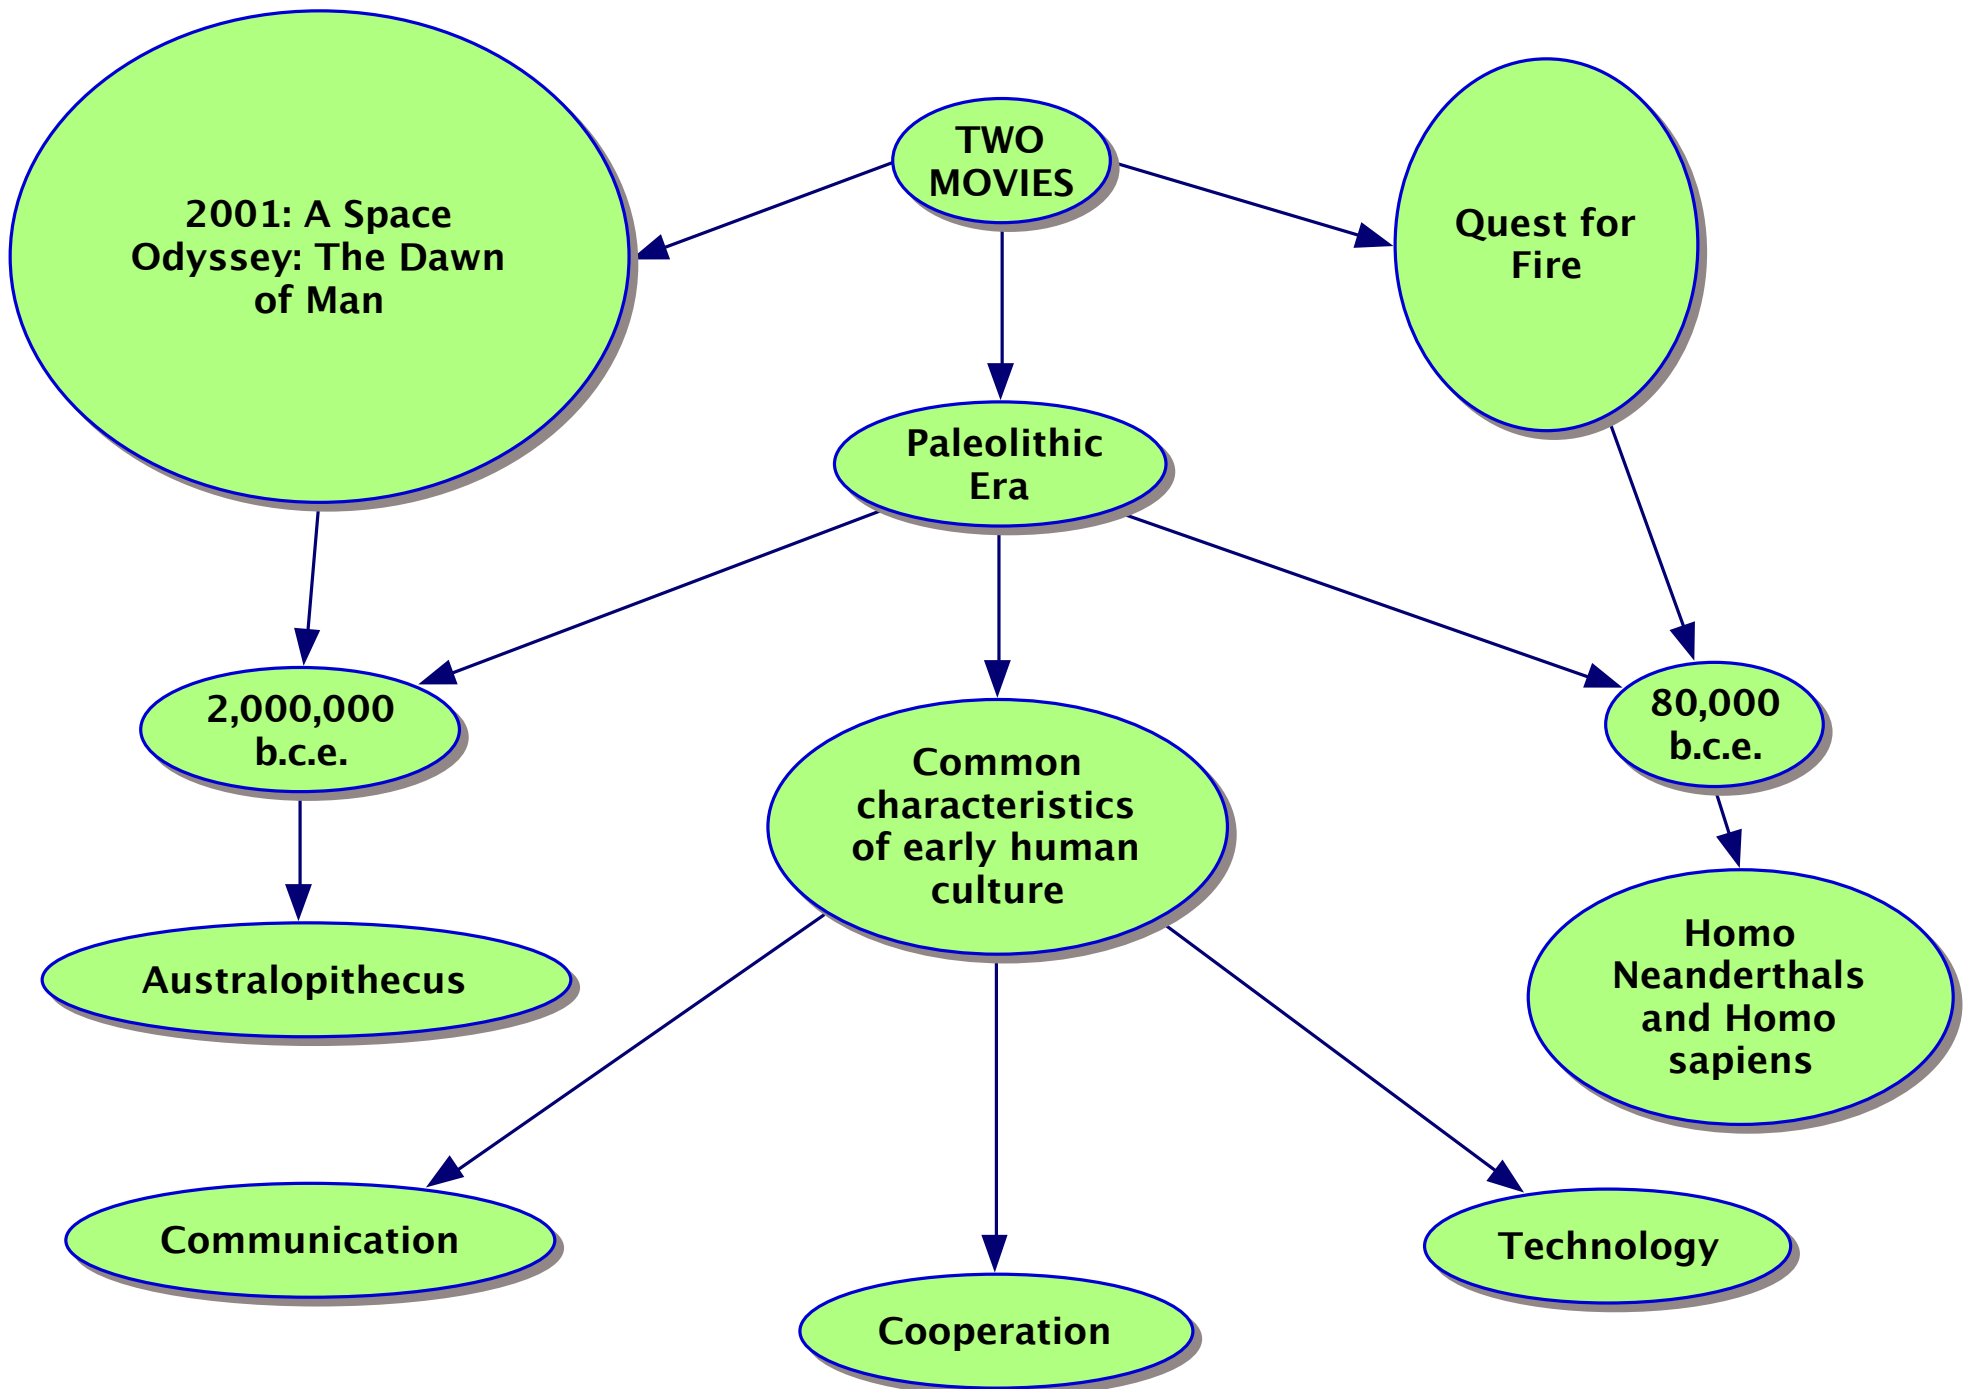 TWO
MOVIES
2001: A Space
Odyssey: The Dawn
of Man
Quest for
Fire
Paleolithic
Era
2,000,000
b.c.e.
80,000
b.c.e.
Common
characteristics
of early human
culture
Australopithecus
Homo
Neanderthals
and Homo
sapiens
Communication
Technology
Cooperation